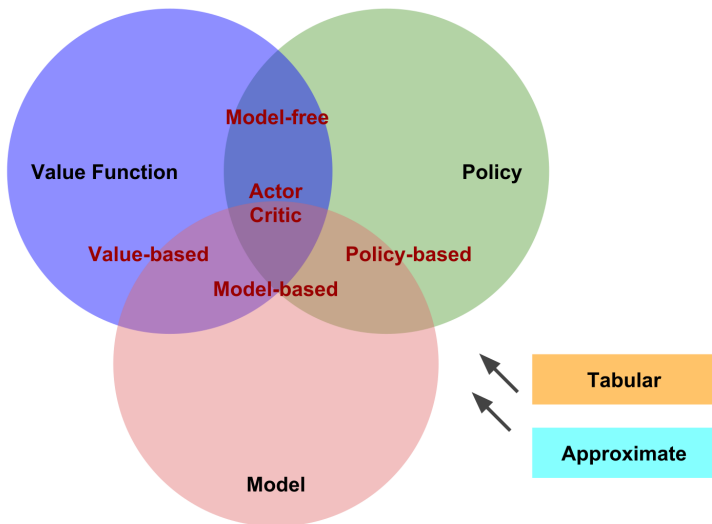 Model-free
Value Function
Policy
Actor
Critic
Value-based
Policy-based
Model-based
Tabular
Approximate
Model